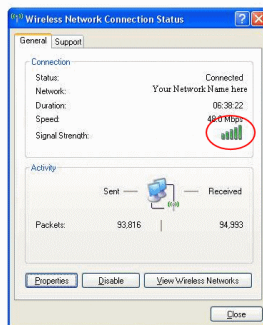 Wireless Network Connection Status
General Support
Connection
Status: Connected
Network: Your Network Name here
Duration: 06:38:22
Speed: 48.0 Mbps
Signal Strength:
Activity
Sent Received
Packets: 93,816 94,993
Properties Disable View Wireless Networks
Close